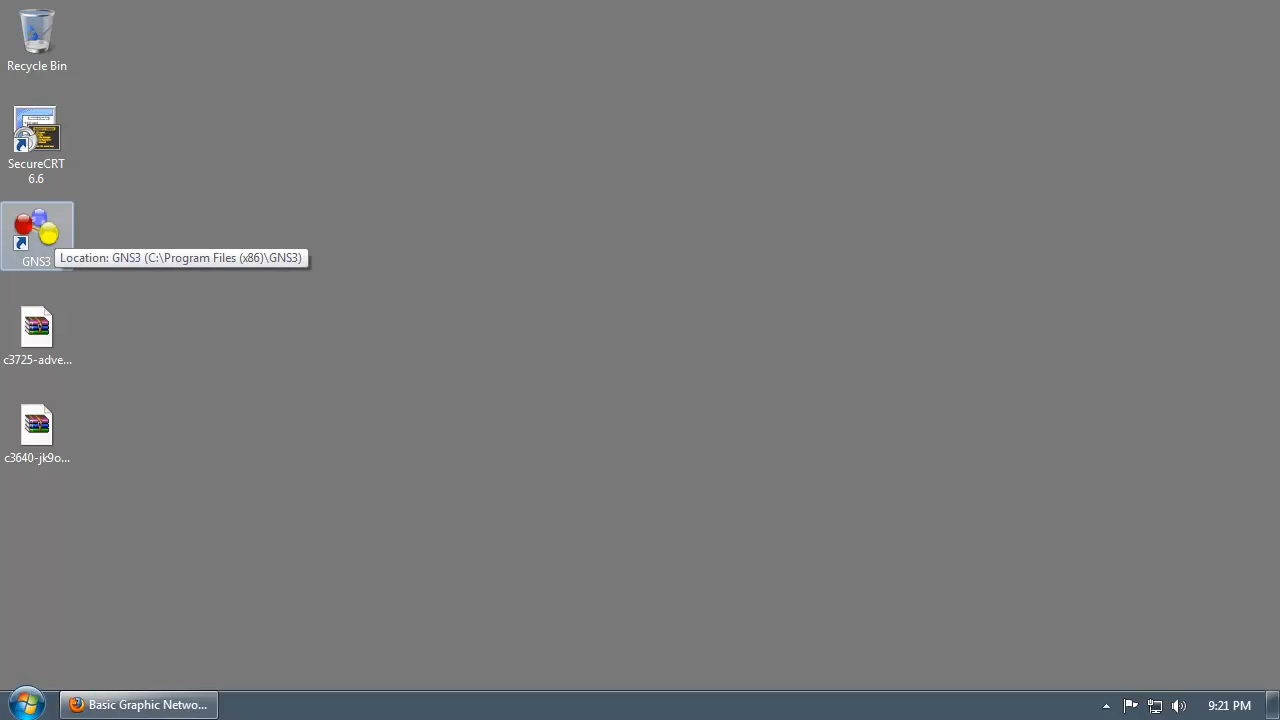 Recycle Bin
SecureCRT
6.6
GNS3
Location: GNS3 (C:\Program Files (x86)\GNS3)
c3725-adve...
c3640-jk9o...
Basic Graphic Netwo...
9:21 PM